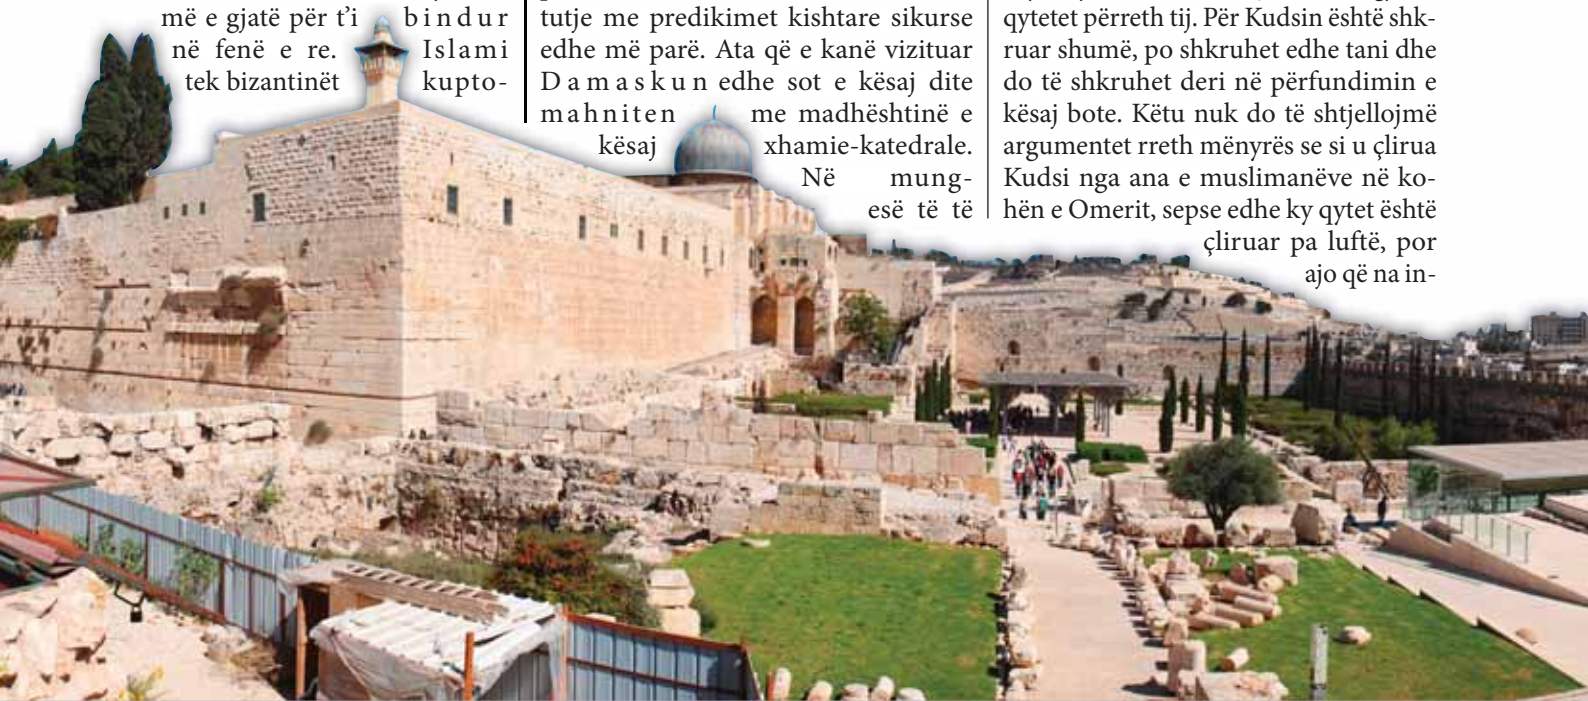 më e gjatë për t'i bindur
në fenë e re. Islami
tek bizantinët kupto-
tutje me predikimet kishtare sikurse
edhe më parë. Ata që e kanë vizituar
Damaskun edhe sot e kësaj dite
mahniten me madhështinë e
kësaj xhamie-katedrale.
Në mung-
esë të të
qytetet përreth tij. Për Kudsin është shk-
ruar shumë, po shkruhet edhe tani dhe
do të shkruhet deri në përfundimin e
kësaj bote. Këtu nuk do të shtjellojmë
argumentet rreth mënyrës se si u çlirua
Kudsi nga ana e muslimanëve në ko-
hën e Omerit, sepse edhe ky qytet është
çliruar pa luftë, por
ajo që na in-